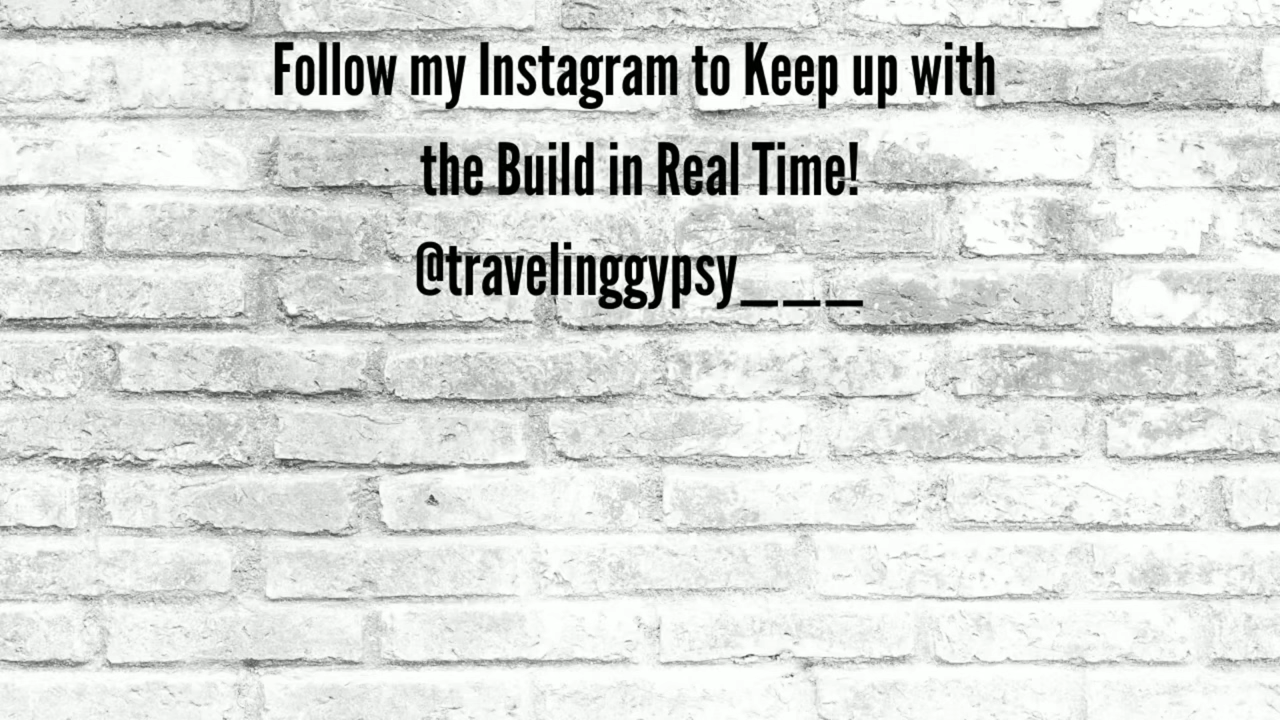 Follow my Instagram to Keep up with
the Build in Real Time!
@travelinggypsy___